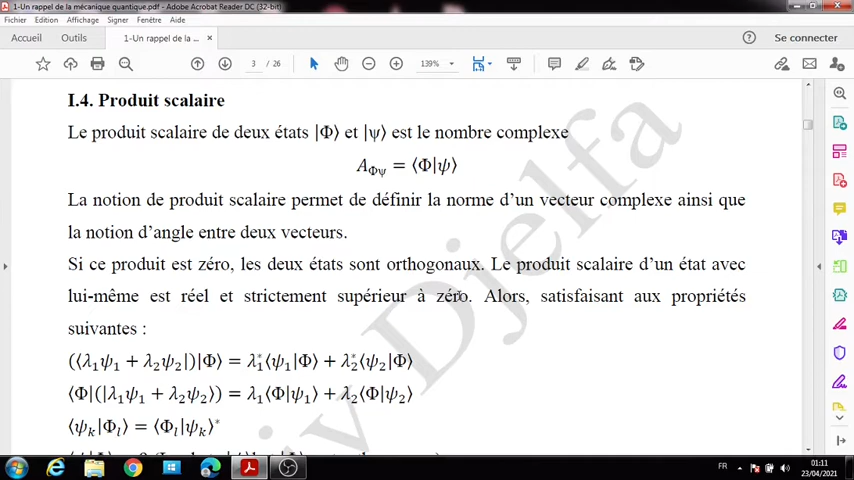 1-Un rappel de la mécanique quantique.pdf - Adobe Acrobat Reader DC (32-bit)
Fichier Edition Affichage Signer Fenêtre Aide
Accueil Outils 1-Un rappel de la ... × Se connecter
3 / 26 139%
I.4. Produit scalaire
Le produit scalaire de deux états |Φ⟩ et |ψ⟩ est le nombre complexe
A_Φψ = ⟨Φ|ψ⟩
La notion de produit scalaire permet de définir la norme d'un vecteur complexe ainsi que
la notion d'angle entre deux vecteurs.
Si ce produit est zéro, les deux états sont orthogonaux. Le produit scalaire d'un état avec
lui-même est réel et strictement supérieur à zéro. Alors, satisfaisant aux propriétés
suivantes :
(⟨λ₁ψ₁ + λ₂ψ₂|)|Φ⟩ = λ₁*⟨ψ₁|Φ⟩ + λ₂*⟨ψ₂|Φ⟩
⟨Φ|(|λ₁ψ₁ + λ₂ψ₂⟩) = λ₁⟨Φ|ψ₁⟩ + λ₂⟨Φ|ψ₂⟩
⟨ψₖ|Φₗ⟩ = ⟨Φₗ|ψₖ⟩*
iv Djelfa
FR 01:11
23/04/2021